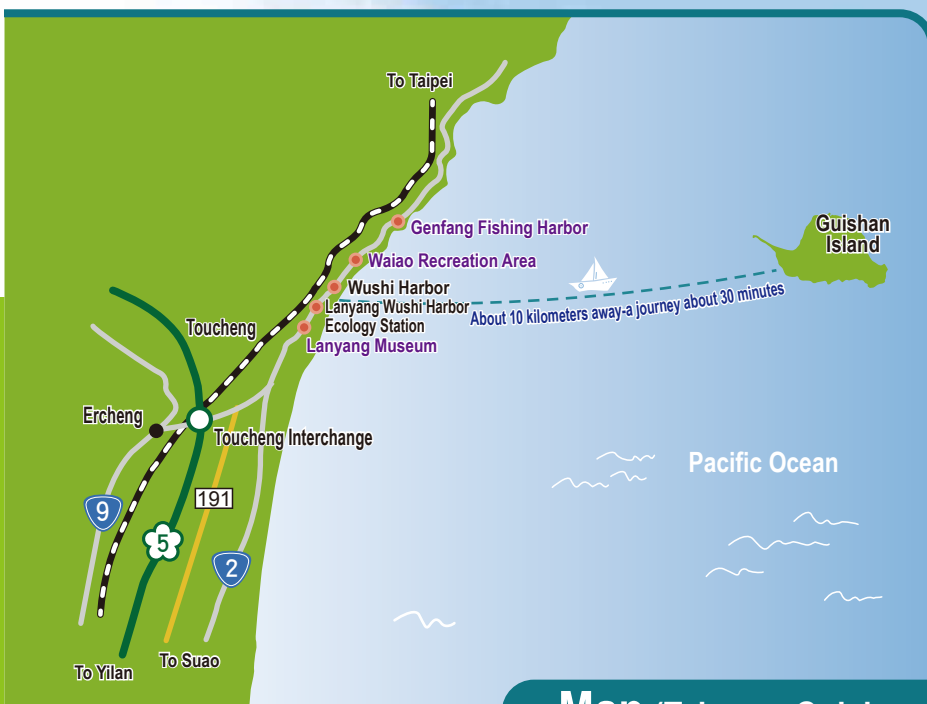 To Taipei
Genfang Fishing Harbor
Guishan
Island
Waiao Recreation Area
Wushi Harbor
Lanyang Wushi Harbor
Ecology Station
About 10 kilometers away-a journey about 30 minutes
Toucheng
Lanyang Museum
Ercheng
Toucheng Interchange
Pacific Ocean
191
9
5
2
To Suao
To Yilan
Map